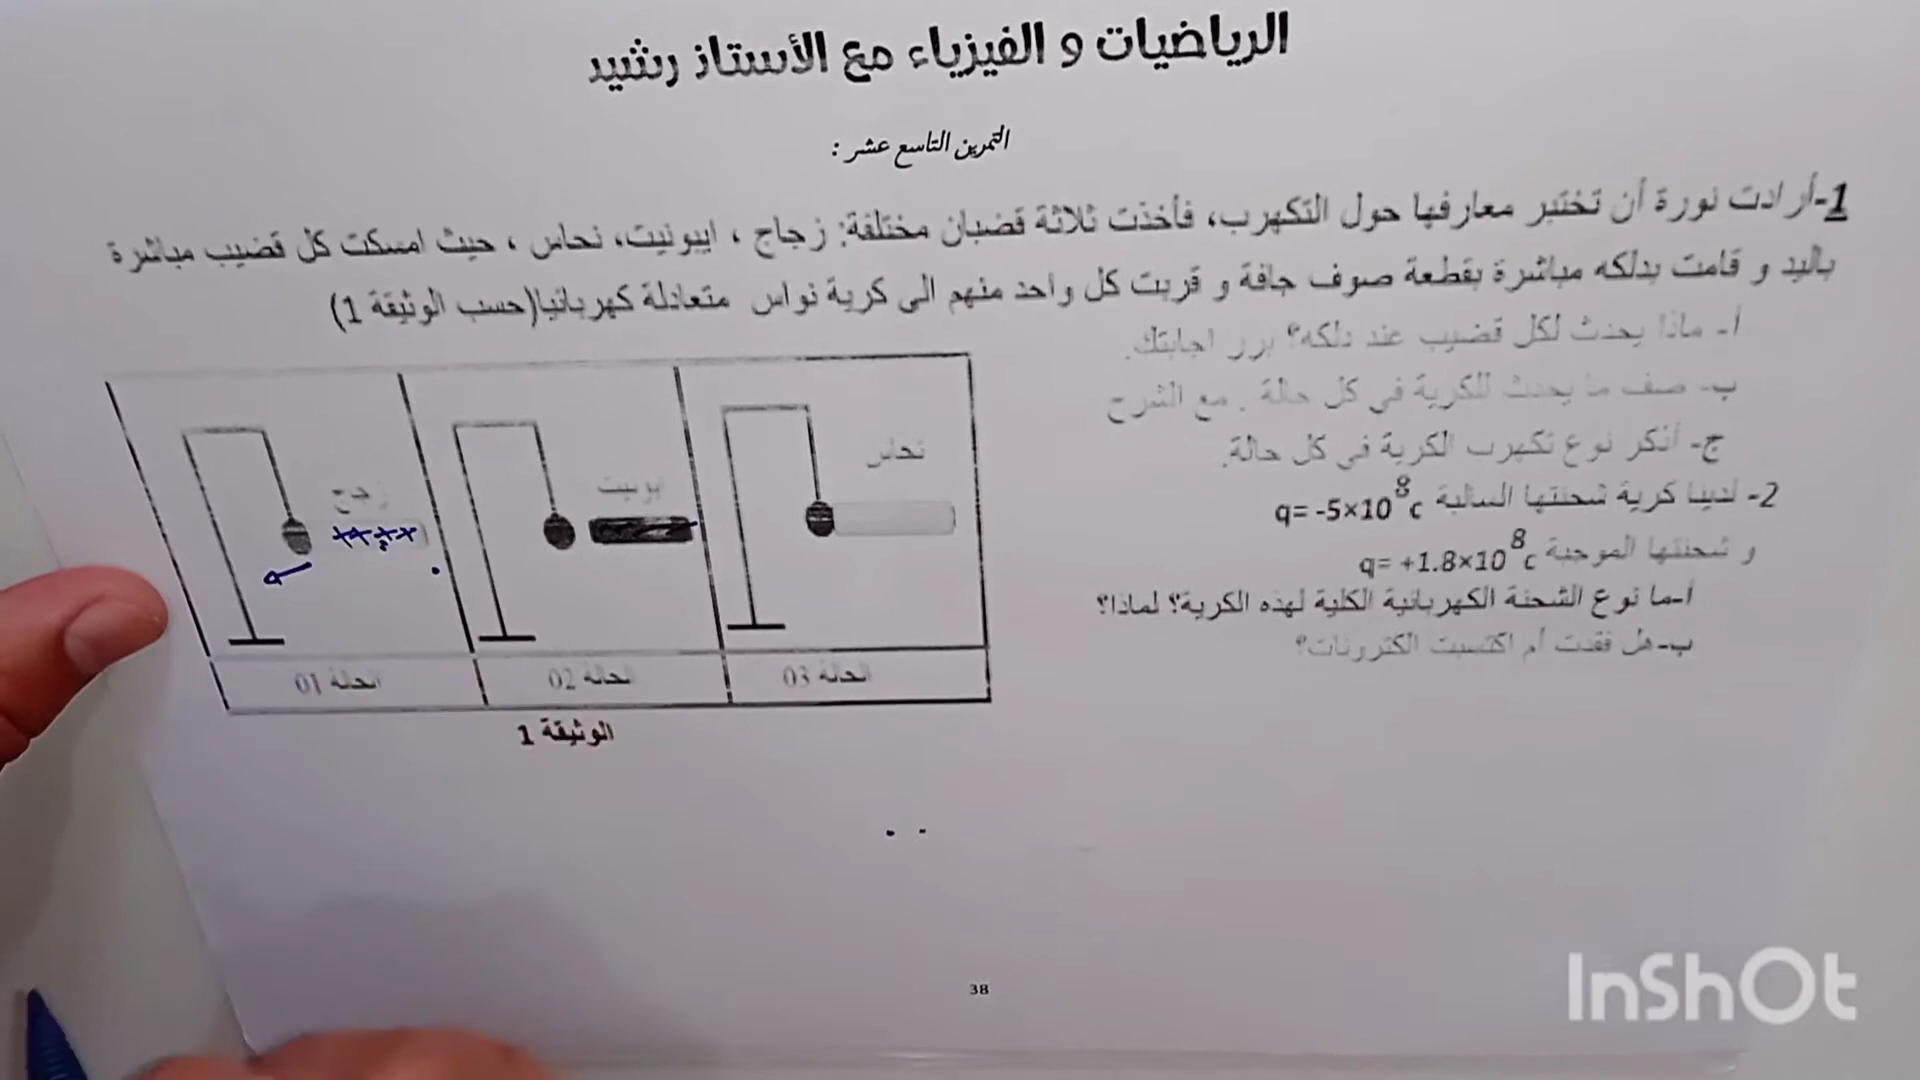 الرياضيات و الفيزياء مع الأستاذ رشيد
التمرين التاسع عشر :
1-أرادت نورة أن تختبر معارفها حول التكهرب، فأخذت ثلاثة قضبان مختلفة: زجاج ، ايبونيت، نحاس ، حيث امسكت كل قضيب مباشرة
باليد و قامت بدلكه مباشرة بقطعة صوف جافة و قربت كل واحد منهم الى كرية نواس متعادلة كهربائيا(حسب الوثيقة 1)
أ- ماذا يحدث لكل قضيب عند دلكه؟ برر اجابتك.
ب- صف ما يحدث للكرية في كل حالة . مع الشرح
ج- أذكر نوع تكهرب الكرية في كل حالة.
2- لدينا كرية شحنتها السالبة q= -5×10⁸c
و شحنتها الموجبة q= +1.8×10⁸c
أ-ما نوع الشحنة الكهربائية الكلية لهذه الكرية؟ لماذا؟
ب-هل فقدت أم اكتسبت الكترونات؟
نحاس
زجاج
الحالة 03
الحالة 02
الحالة 01
الوثيقة 1
38
InShOt